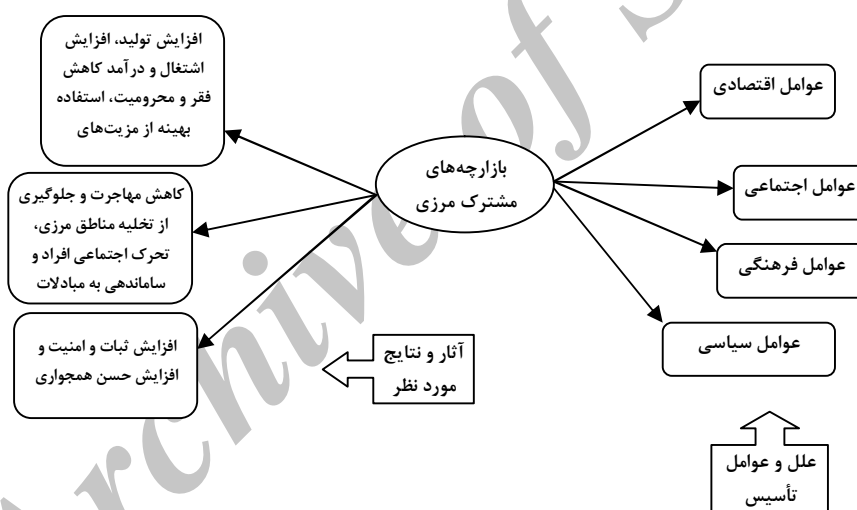 عوامل اقتصادی
عوامل اجتماعی
عوامل فرهنگی
عوامل سیاسی
علل و عوامل
تأسیس
بازارچه‌های
مشترک مرزی
افزایش تولید، افزایش
اشتغال و درآمد کاهش
فقر و محرومیت، استفاده
بهینه از مزیت‌های
کاهش مهاجرت و جلوگیری
از تخلیه مناطق مرزی،
تحرک اجتماعی افراد و
ساماندهی به مبادلات
افزایش ثبات و امنیت و
افزایش حسن همجواری
آثار و نتایج
مورد نظر
Archive of S